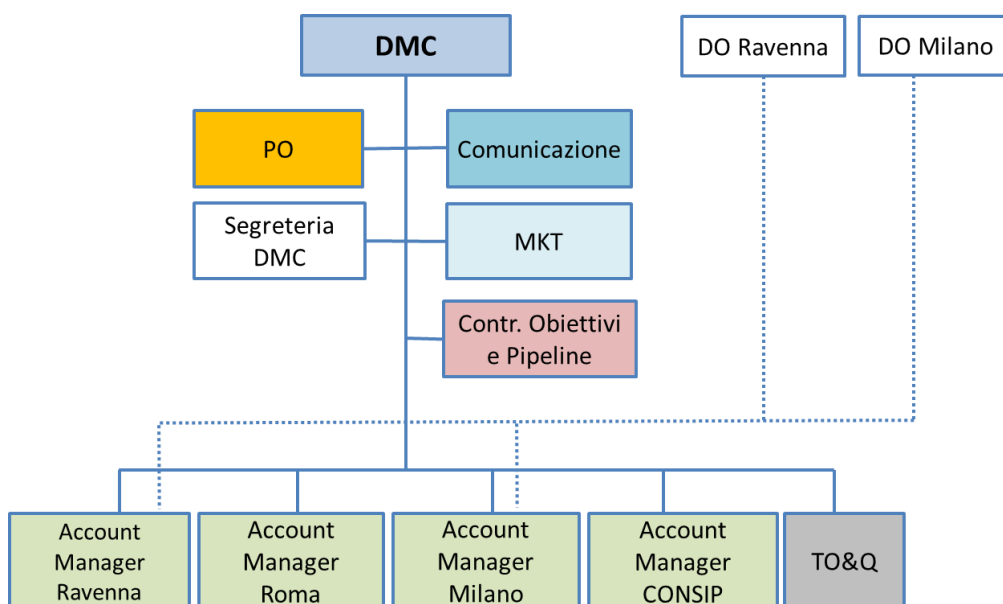 DMC
DO Ravenna
DO Milano
PO
Comunicazione
Segreteria
DMC
MKT
Contr. Obiettivi
e Pipeline
Account
Manager
Ravenna
Account
Manager
Roma
Account
Manager
Milano
Account
Manager
CONSIP
TO&Q